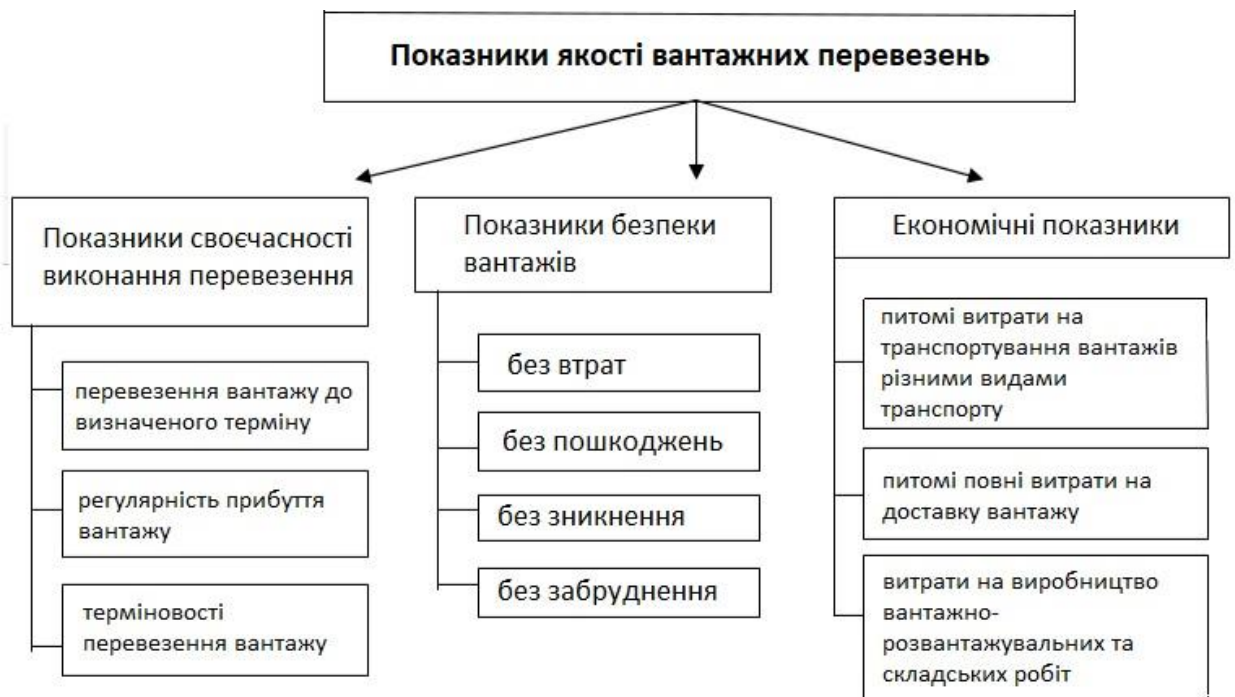 Показники якості вантажних перевезень
Показники своєчасності
виконання перевезення
перевезення вантажу до
визначеного терміну
регулярність прибуття
вантажу
терміновості
перевезення вантажу
Показники безпеки
вантажів
без втрат
без пошкоджень
без зникнення
без забруднення
Економічні показники
питомі витрати на
транспортування вантажів
різними видами
транспорту
питомі повні витрати на
доставку вантажу
витрати на виробництво
вантажно-
розвантажувальних та
складських робіт